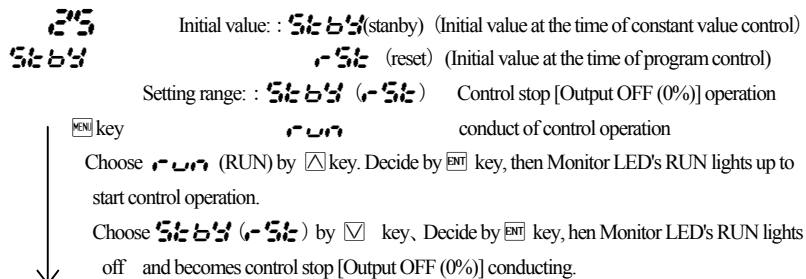 2'S Initial value: : StbY(stanby) (Initial value at the time of constant value control)
StbY rSt (reset) (Initial value at the time of program control)
Setting range: : StbY (rSt) Control stop [Output OFF (0%)] operation
MENU key run conduct of control operation
Choose run (RUN) by △ key. Decide by ENT key, then Monitor LED's RUN lights up to
start control operation.
Choose StbY (rSt) by ▽ key、Decide by ENT key, hen Monitor LED's RUN lights
off and becomes control stop [Output OFF (0%)] conducting.